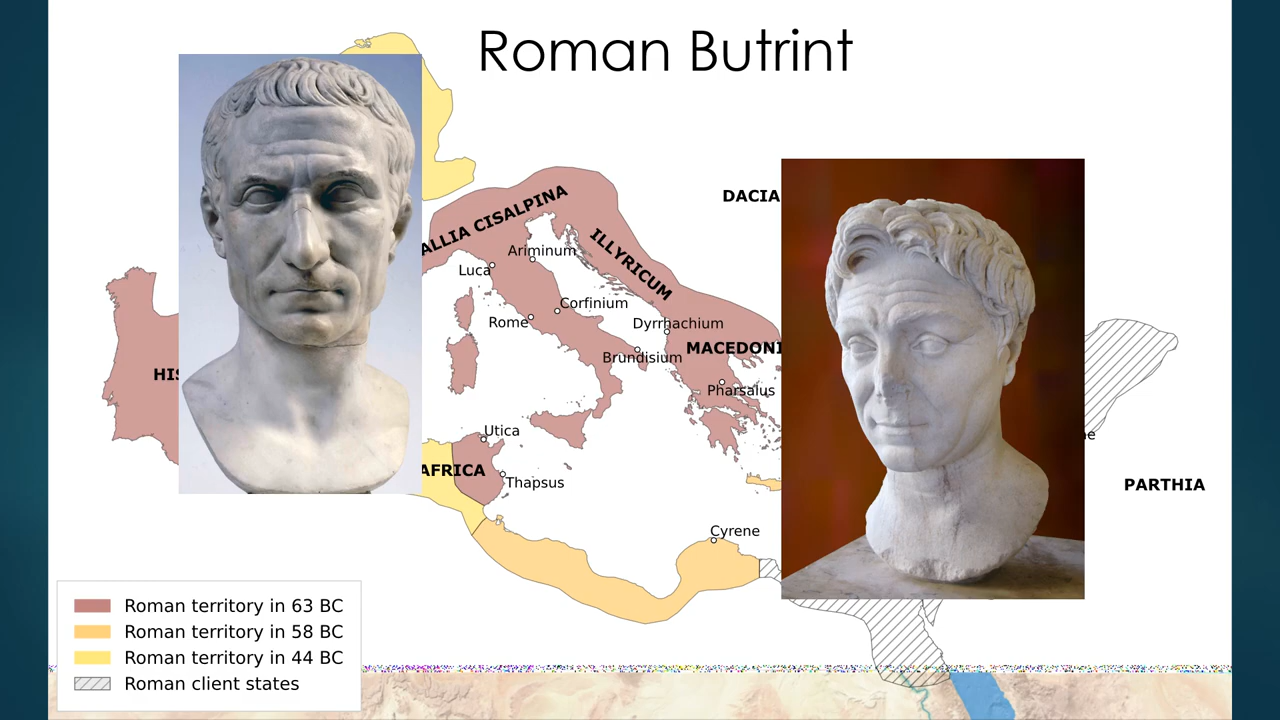 Roman Butrint
DACIA
ALLIA CISALPINA
ILLYRICUM
Ariminum
Luca
Corfinium
Rome
Dyrrhachium
Brundisium
MACEDONI
HIS
Pharsalus
Utica
AFRICA
Thapsus
PARTHIA
Cyrene
Roman territory in 63 BC
Roman territory in 58 BC
Roman territory in 44 BC
Roman client states